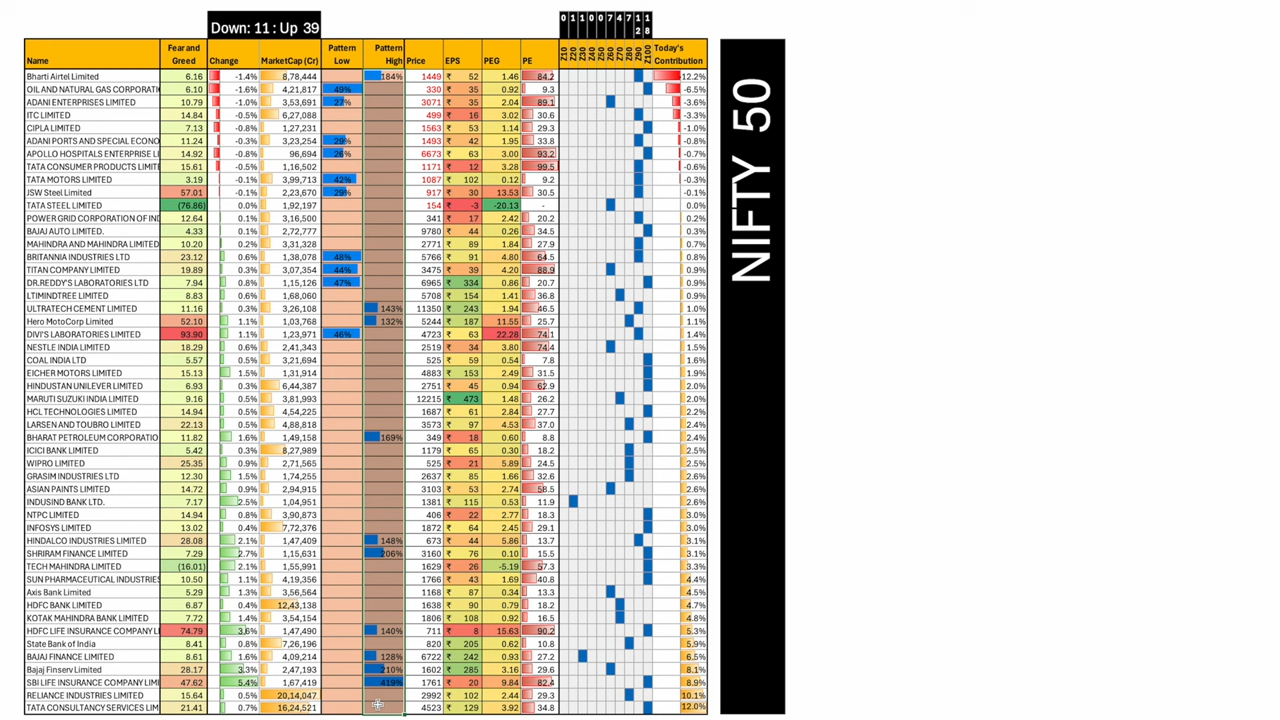 Down: 11 : Up 39
0 1 1 0 0 7 4 7 12 18
Name Fear and Greed Change MarketCap (Cr) Pattern Low Pattern High Price EPS PEG PE Z10 Z20 Z30 Z40 Z50 Z60 Z70 Z80 Z90 Z100 Today's Contribution
Bharti Airtel Limited 6.16 -1.4% 8,78,444 184% 1449 ₹ 52 1.46 84.2 -12.2%
OIL AND NATURAL GAS CORPORATI 6.10 -1.6% 4,21,817 49% 330 ₹ 35 0.92 9.3 -6.5%
ADANI ENTERPRISES LIMITED 10.79 -1.0% 3,53,691 27% 3071 ₹ 35 2.04 89.1 -3.6%
ITC LIMITED 14.84 -0.5% 6,27,088 499 ₹ 16 3.02 30.6 -3.3%
CIPLA LIMITED 7.13 -0.8% 1,27,231 1563 ₹ 53 1.14 29.3 -1.0%
ADANI PORTS AND SPECIAL ECONO 11.24 -0.3% 3,23,254 29% 1493 ₹ 42 1.95 33.8 -0.8%
APOLLO HOSPITALS ENTERPRISE LI 14.92 -0.8% 96,694 26% 6673 ₹ 63 3.00 93.2 -0.7%
TATA CONSUMER PRODUCTS LIMIT 15.61 -0.5% 1,16,502 1171 ₹ 12 3.28 99.5 -0.6%
TATA MOTORS LIMITED 3.19 -0.1% 3,99,713 42% 1087 ₹ 102 0.12 9.2 -0.3%
JSW Steel Limited 57.01 -0.1% 2,23,670 29% 917 ₹ 30 13.53 30.5 -0.1%
TATA STEEL LIMITED (76.86) 0.0% 1,92,197 154 ₹ -3 -20.13 - 0.0%
POWER GRID CORPORATION OF IND 12.64 0.1% 3,16,500 341 ₹ 17 2.42 20.2 0.2%
BAJAJ AUTO LIMITED. 4.33 0.1% 2,72,777 9780 ₹ 44 0.26 34.5 0.3%
MAHINDRA AND MAHINDRA LIMITED 10.20 0.2% 3,31,328 2771 ₹ 89 1.84 27.9 0.7%
BRITANNIA INDUSTRIES LTD 23.12 0.6% 1,38,078 48% 5766 ₹ 91 4.80 64.5 0.8%
TITAN COMPANY LIMITED 19.89 0.3% 3,07,354 44% 3475 ₹ 39 4.20 88.9 0.9%
DR.REDDY'S LABORATORIES LTD 7.94 0.8% 1,15,126 47% 6965 ₹ 334 0.86 20.7 0.9%
LTIMINDTREE LIMITED 8.83 0.6% 1,68,060 5708 ₹ 154 1.41 36.8 0.9%
ULTRATECH CEMENT LIMITED 11.16 0.3% 3,26,108 143% 11350 ₹ 243 1.94 46.5 1.0%
Hero MotoCorp Limited 52.10 1.1% 1,03,768 132% 5244 ₹ 187 11.55 25.7 1.1%
DIVI'S LABORATORIES LIMITED 93.90 1.1% 1,23,971 46% 4723 ₹ 63 22.28 74.1 1.4%
NESTLE INDIA LIMITED 18.29 0.6% 2,41,343 2519 ₹ 34 3.80 74.4 1.5%
COAL INDIA LTD 5.57 0.5% 3,21,694 525 ₹ 59 0.54 7.8 1.6%
EICHER MOTORS LIMITED 15.13 1.5% 1,31,914 4883 ₹ 153 2.49 31.5 1.9%
HINDUSTAN UNILEVER LIMITED 6.93 0.3% 6,44,387 2751 ₹ 45 0.94 62.9 2.0%
MARUTI SUZUKI INDIA LIMITED 9.16 0.5% 3,81,993 12215 ₹ 473 1.48 26.2 2.0%
HCL TECHNOLOGIES LIMITED 14.94 0.5% 4,54,225 1687 ₹ 61 2.84 27.7 2.2%
LARSEN AND TOUBRO LIMITED 22.13 0.5% 4,88,818 3573 ₹ 97 4.53 37.0 2.4%
BHARAT PETROLEUM CORPORATIO 11.82 1.6% 1,49,158 169% 349 ₹ 18 0.60 8.8 2.4%
ICICI BANK LIMITED 5.42 0.3% 8,27,989 1179 ₹ 65 0.30 18.2 2.5%
WIPRO LIMITED 25.35 0.9% 2,71,565 525 ₹ 21 5.89 24.5 2.5%
GRASIM INDUSTRIES LTD 12.30 1.5% 1,74,255 2637 ₹ 85 1.66 32.6 2.6%
ASIAN PAINTS LIMITED 14.72 0.9% 2,94,915 3103 ₹ 53 2.74 58.5 2.6%
INDUSIND BANK LTD. 7.17 2.5% 1,04,951 1381 ₹ 115 0.53 11.9 2.6%
NTPC LIMITED 14.94 0.8% 3,90,873 406 ₹ 22 2.77 18.3 3.0%
INFOSYS LIMITED 13.02 0.4% 7,72,376 1872 ₹ 64 2.45 29.1 3.0%
HINDALCO INDUSTRIES LIMITED 28.08 2.1% 1,47,409 148% 673 ₹ 44 5.86 13.7 3.1%
SHRIRAM FINANCE LIMITED 7.29 2.7% 1,15,631 206% 3160 ₹ 76 0.10 15.5 3.1%
TECH MAHINDRA LIMITED (16.01) 2.1% 1,55,991 1629 ₹ 26 -5.19 57.3 3.3%
SUN PHARMACEUTICAL INDUSTRIES 10.50 1.1% 4,19,356 1766 ₹ 43 1.69 40.8 4.4%
Axis Bank Limited 5.29 1.3% 3,56,564 1168 ₹ 87 0.34 13.5 4.5%
HDFC BANK LIMITED 6.87 0.4% 12,43,138 1638 ₹ 90 0.79 18.2 4.7%
KOTAK MAHINDRA BANK LIMITED 7.72 1.4% 3,54,154 1806 ₹ 108 0.92 16.5 4.8%
HDFC LIFE INSURANCE COMPANY LI 74.79 3.6% 1,47,490 140% 711 ₹ 8 15.63 90.2 5.3%
State Bank of India 8.41 0.8% 7,26,196 820 ₹ 205 0.62 10.8 5.9%
BAJAJ FINANCE LIMITED 8.61 1.6% 4,09,214 128% 6722 ₹ 242 0.93 27.2 6.5%
Bajaj Finserv Limited 28.17 3.3% 2,47,193 210% 1602 ₹ 285 3.16 29.6 8.1%
SBI LIFE INSURANCE COMPANY LIMI 47.62 5.4% 1,67,419 419% 1761 ₹ 20 9.84 82.4 8.9%
RELIANCE INDUSTRIES LIMITED 15.64 0.5% 20,14,047 2992 ₹ 102 2.44 29.3 10.1%
TATA CONSULTANCY SERVICES LIM 21.41 0.7% 16,24,521 4523 ₹ 129 3.92 34.8 12.0%
NIFTY 50